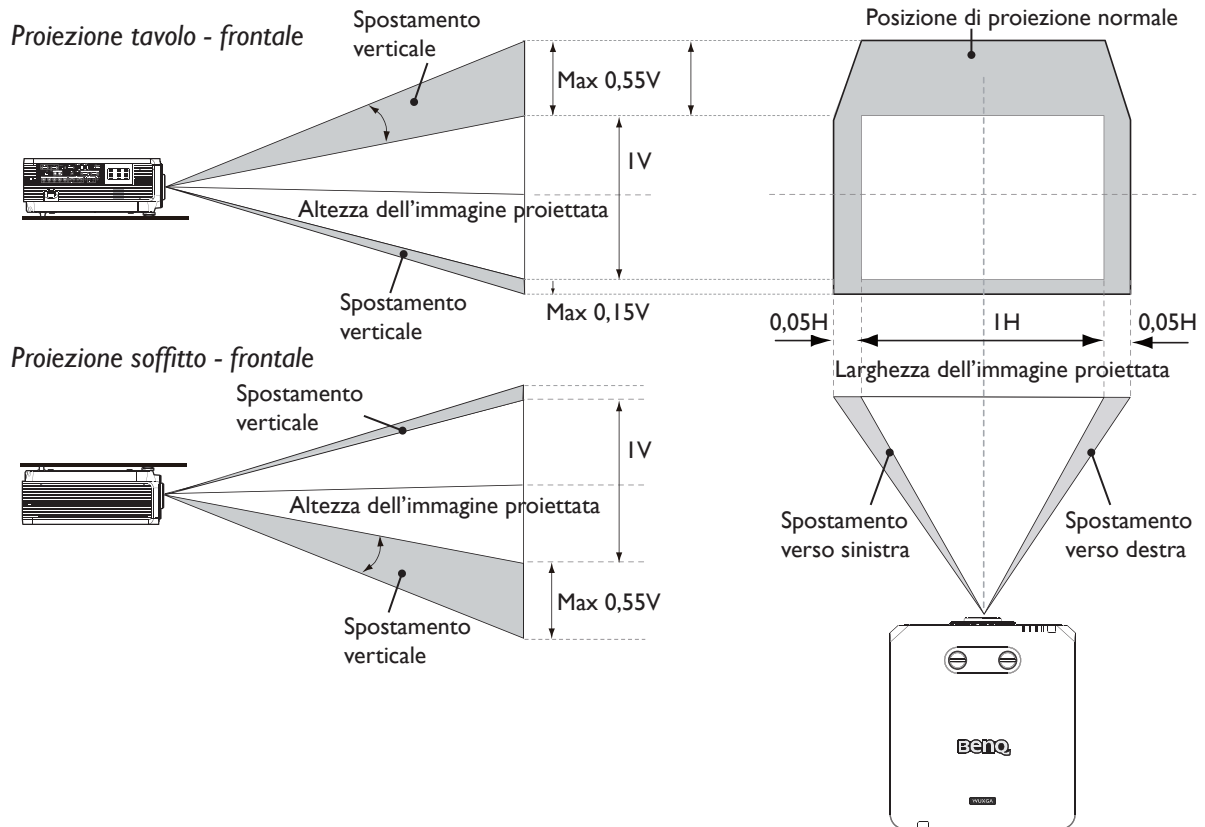 Proiezione tavolo - frontale
Spostamento
verticale
Posizione di proiezione normale
Max 0,55V
1V
Altezza dell’immagine proiettata
Spostamento
verticale
Max 0,15V
0,05H
1H
0,05H
Larghezza dell’immagine proiettata
Proiezione soffitto - frontale
Spostamento
verticale
1V
Altezza dell’immagine proiettata
Max 0,55V
Spostamento
verticale
Spostamento
verso sinistra
Spostamento
verso destra
BenQ
WUXGA